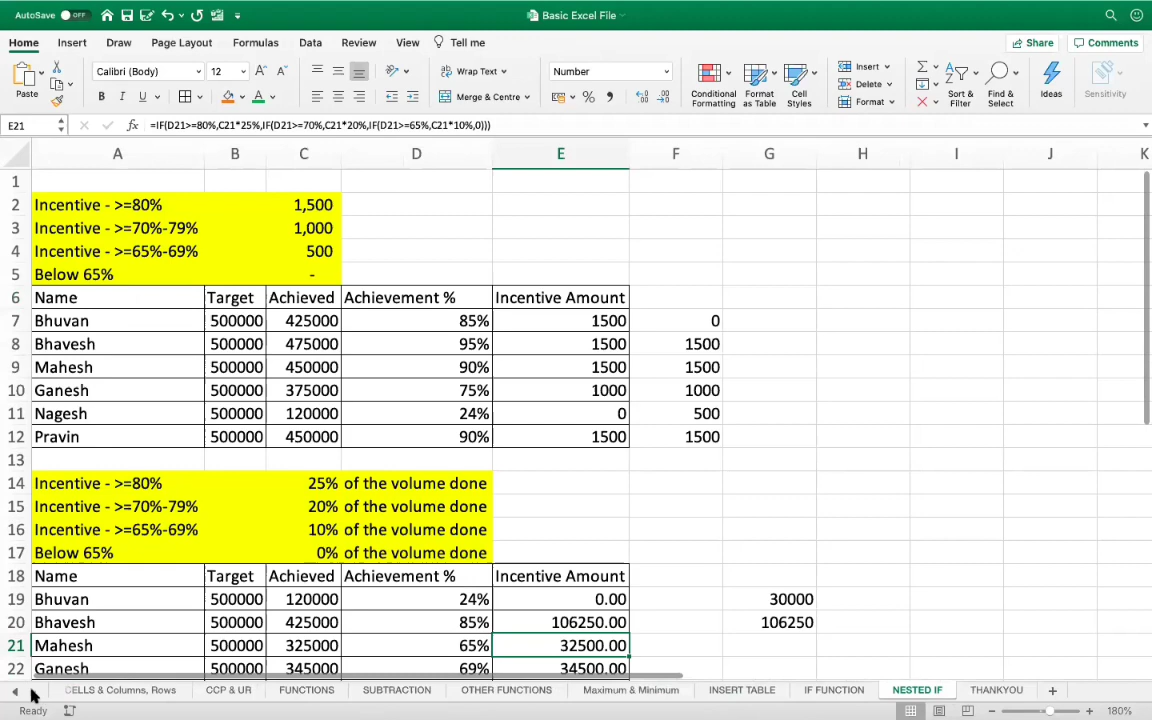 AutoSave OFF Basic Excel File
Home Insert Draw Page Layout Formulas Data Review View Tell me Share Comments
Paste Calibri (Body) 12 A A Wrap Text Number Conditional Formatting Format as Table Cell Styles Insert Sort & Filter Find & Select Ideas Sensitivity
B I U A Merge & Centre % Delete
Format
E21 fx =IF(D21>=80%,C21*25%,IF(D21>=70%,C21*20%,IF(D21>=65%,C21*10%,0)))
A B C D E F G H I J K
1
2 Incentive - >=80% 1,500
3 Incentive - >=70%-79% 1,000
4 Incentive - >=65%-69% 500
5 Below 65% -
6 Name Target Achieved Achievement % Incentive Amount
7 Bhuvan 500000 425000 85% 1500 0
8 Bhavesh 500000 475000 95% 1500 1500
9 Mahesh 500000 450000 90% 1500 1500
10 Ganesh 500000 375000 75% 1000 1000
11 Nagesh 500000 120000 24% 0 500
12 Pravin 500000 450000 90% 1500 1500
13
14 Incentive - >=80% 25% of the volume done
15 Incentive - >=70%-79% 20% of the volume done
16 Incentive - >=65%-69% 10% of the volume done
17 Below 65% 0% of the volume done
18 Name Target Achieved Achievement % Incentive Amount
19 Bhuvan 500000 120000 24% 0.00 30000
20 Bhavesh 500000 425000 85% 106250.00 106250
21 Mahesh 500000 325000 65% 32500.00
22 Ganesh 500000 345000 69% 34500.00
CELLS & Columns, Rows CCP & UR FUNCTIONS SUBTRACTION OTHER FUNCTIONS Maximum & Minimum INSERT TABLE IF FUNCTION NESTED IF THANKYOU +
Ready 180%